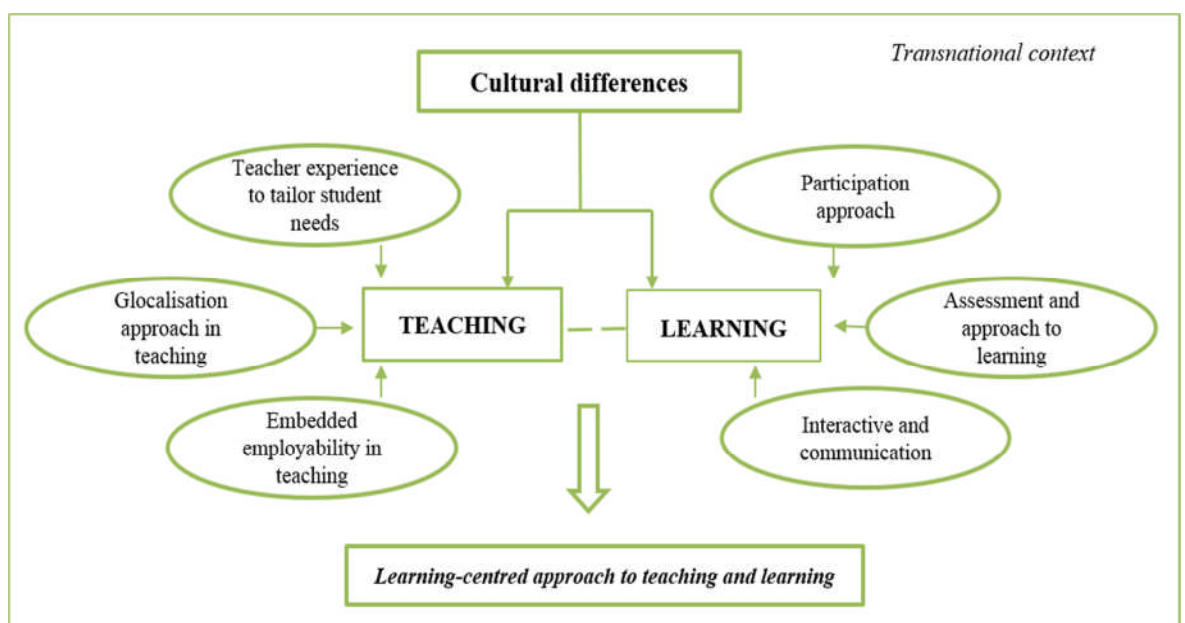 Transnational context
Cultural differences
Teacher experience
to tailor student
needs
Participation
approach
Glocalisation
approach in
teaching
TEACHING
LEARNING
Assessment and
approach to
learning
Embedded
employability in
teaching
Interactive and
communication
Learning-centred approach to teaching and learning